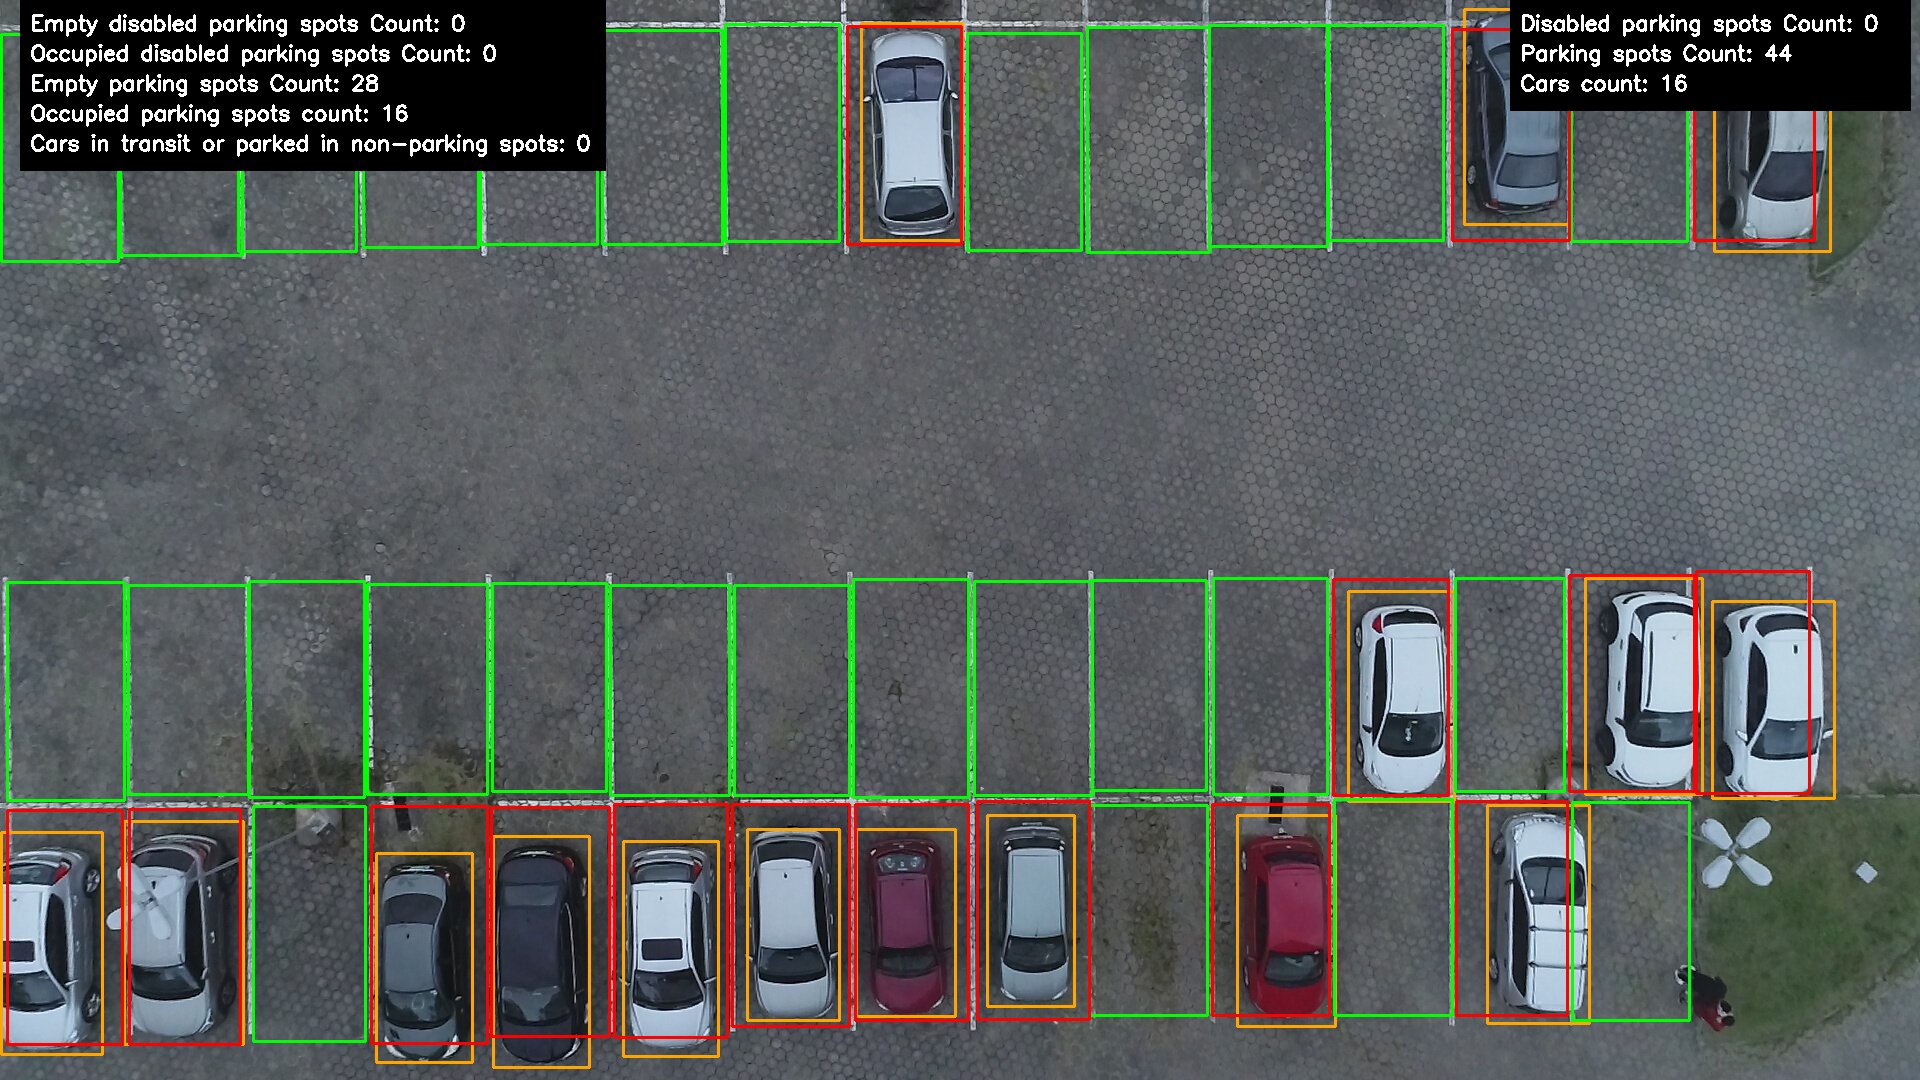 Empty disabled parking spots Count: 0
Occupied disabled parking spots Count: 0
Empty parking spots Count: 28
Occupied parking spots count: 16
Cars in transit or parked in non-parking spots: 0
Disabled parking spots Count: 0
Parking spots Count: 44
Cars count: 16